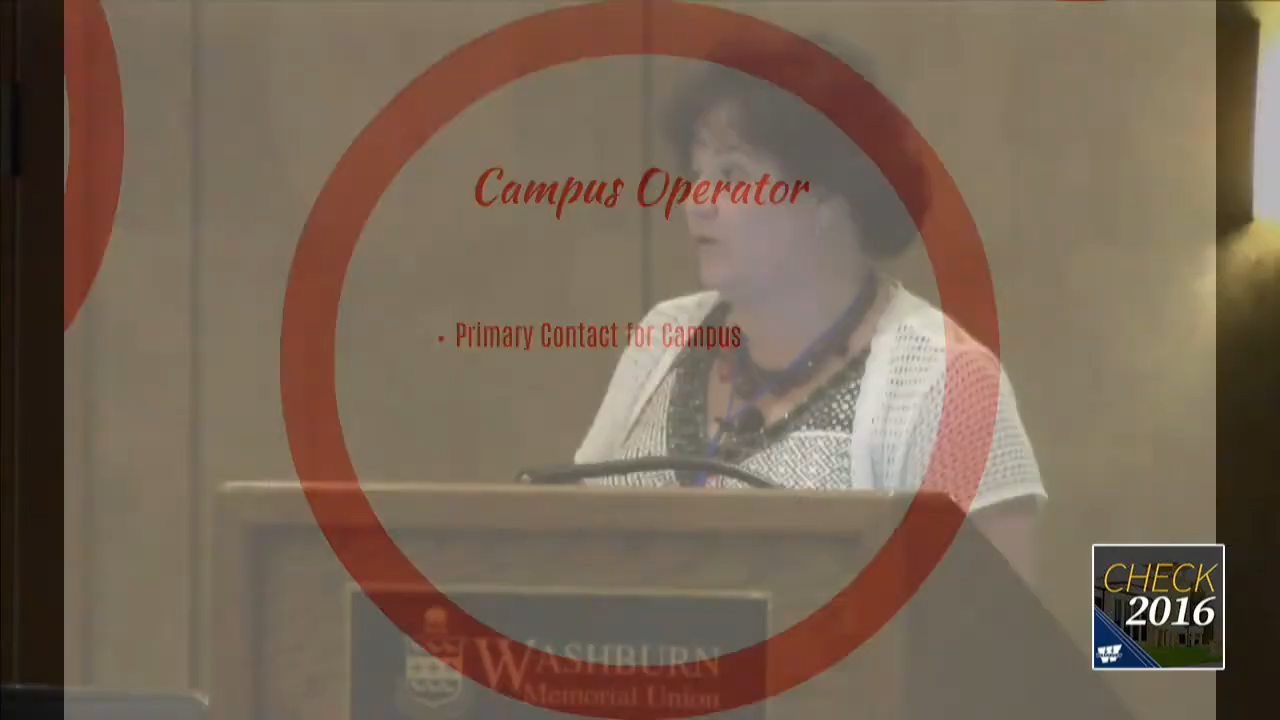 Campus Operator
• Primary Contact for Campus
WASHBURN
Memorial Union
CHECK
2016
W